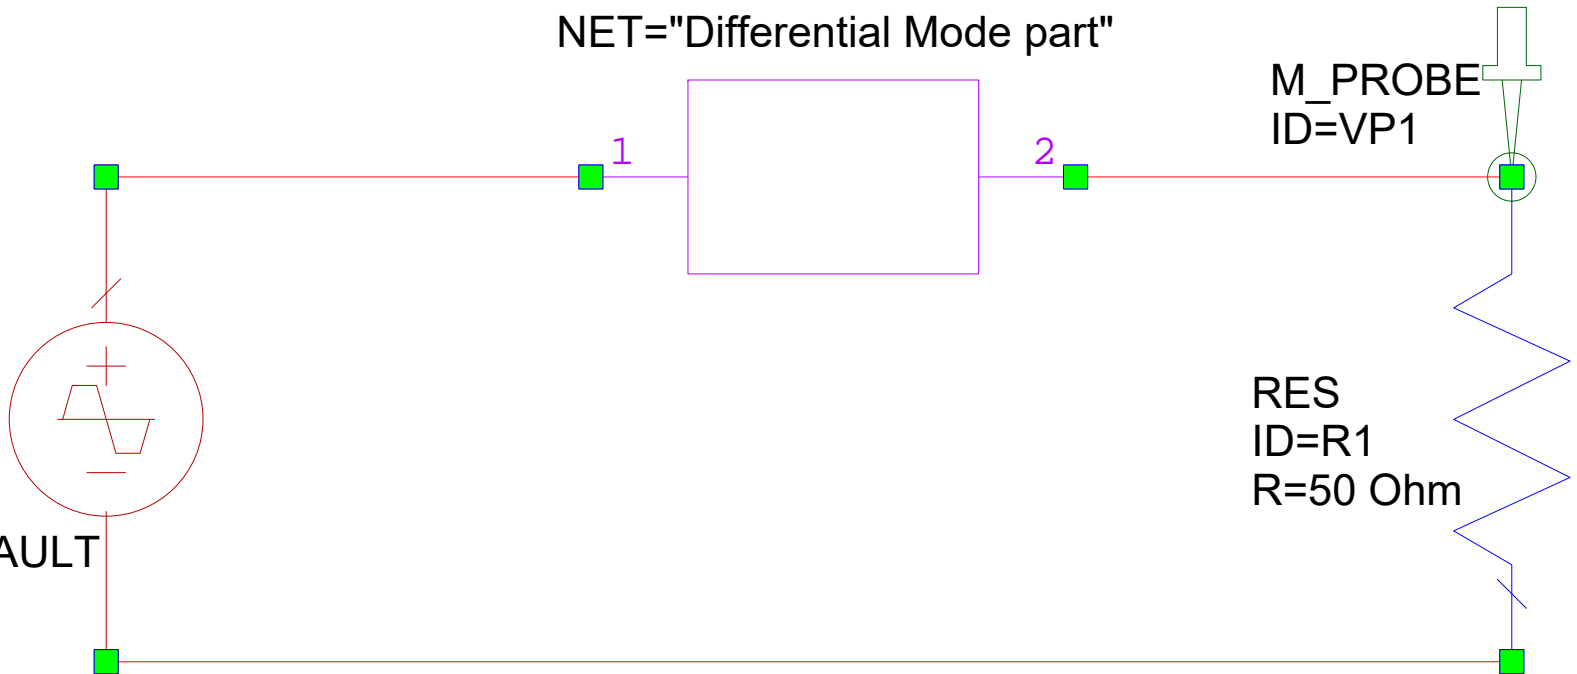 NET="Differential Mode part"
M_PROBE
ID=VP1
1
2
RES
ID=R1
R=50 Ohm
AULT